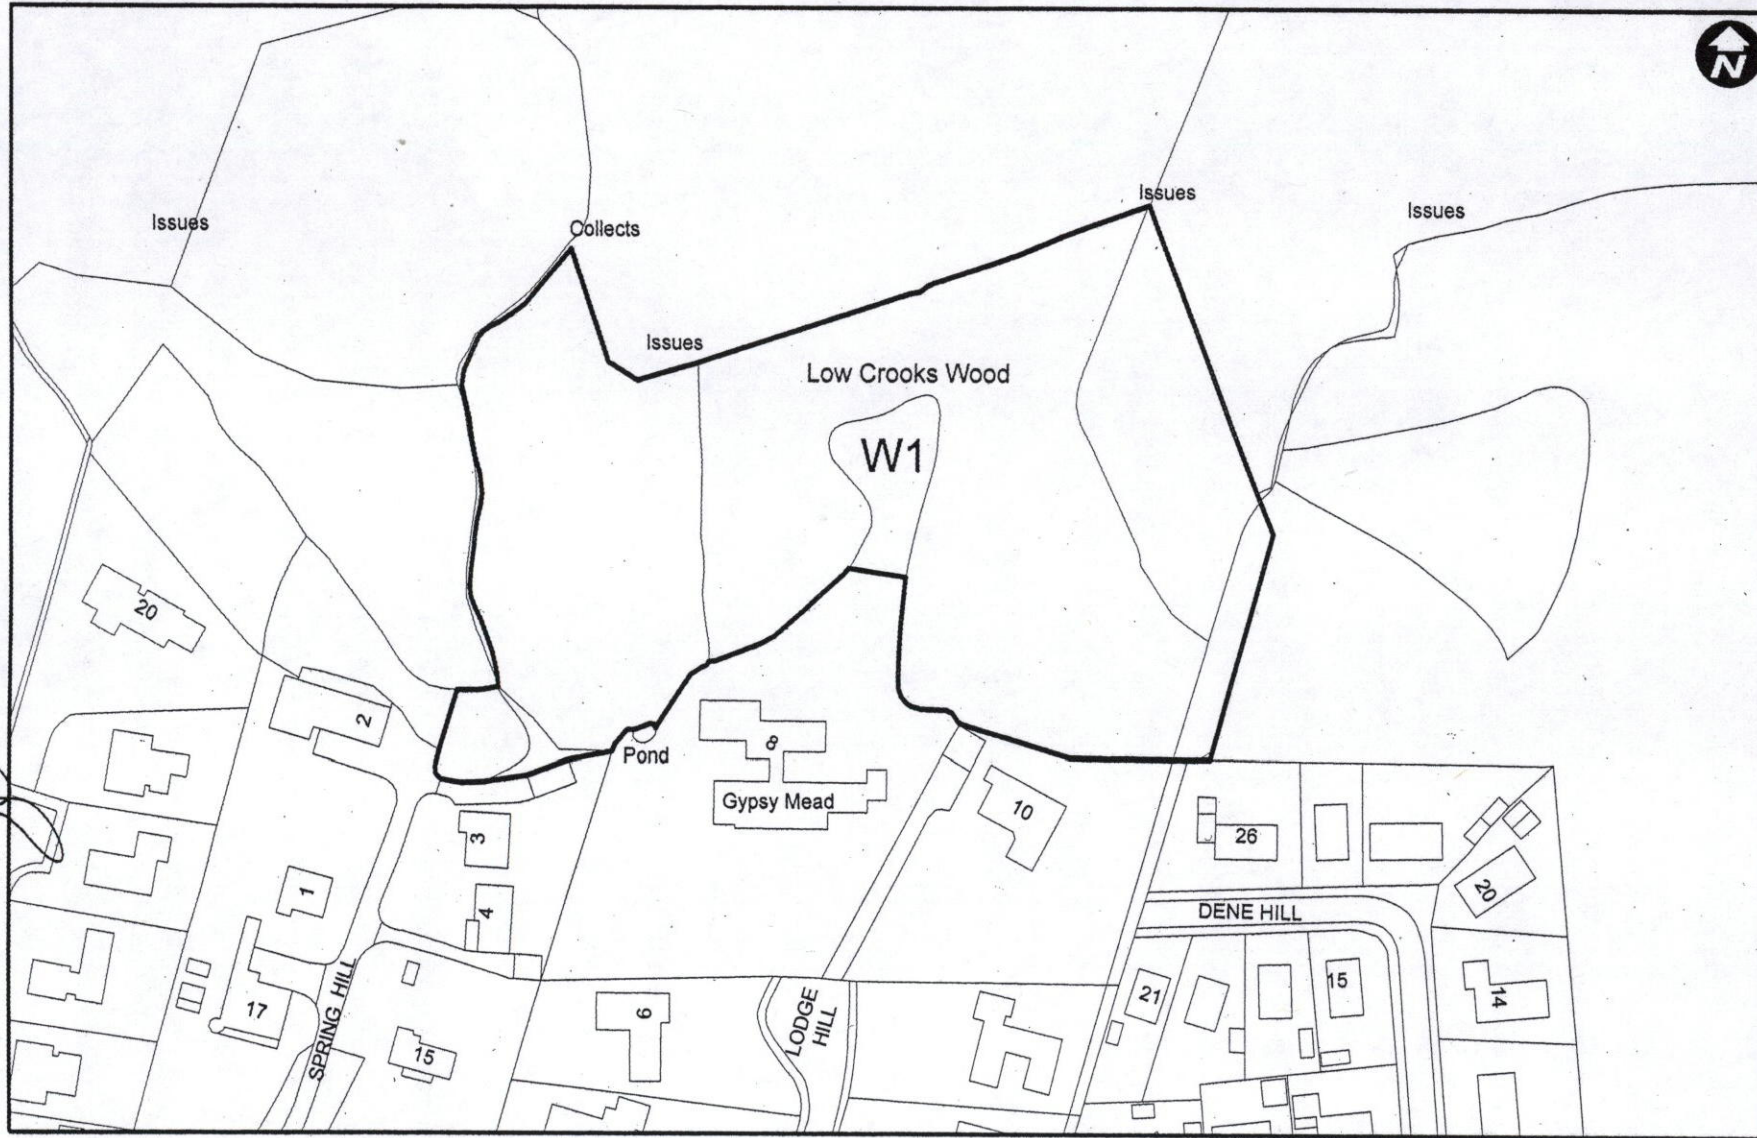 N
Issues
Issues
Issues
Collects
Issues
Low Crooks Wood
W1
20
2
Pond
8
Gypsy Mead
10
3
26
1
20
4
DENE HILL
15
21
14
17
6
SPRING HILL
LODGE
HILL
15